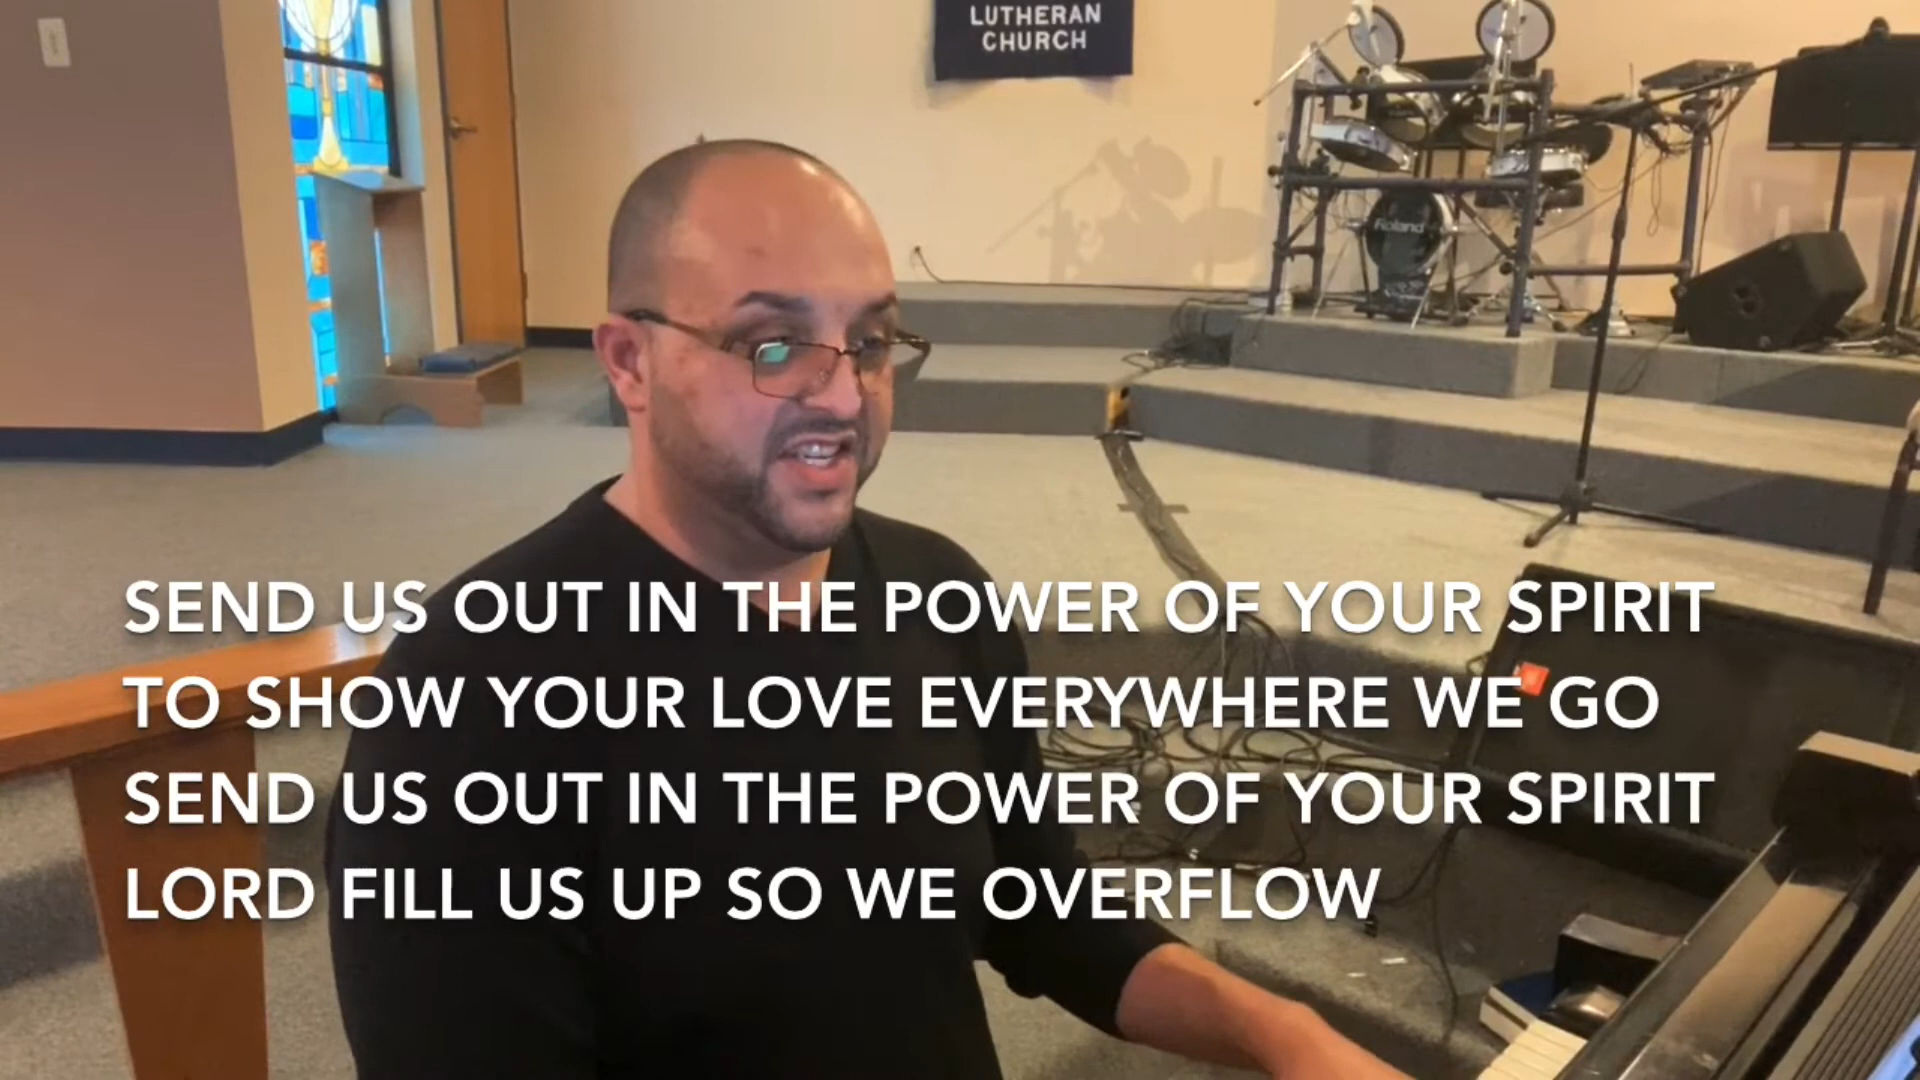 LUTHERAN
CHURCH
Roland
SEND US OUT IN THE POWER OF YOUR SPIRIT
TO SHOW YOUR LOVE EVERYWHERE WE GO
SEND US OUT IN THE POWER OF YOUR SPIRIT
LORD FILL US UP SO WE OVERFLOW